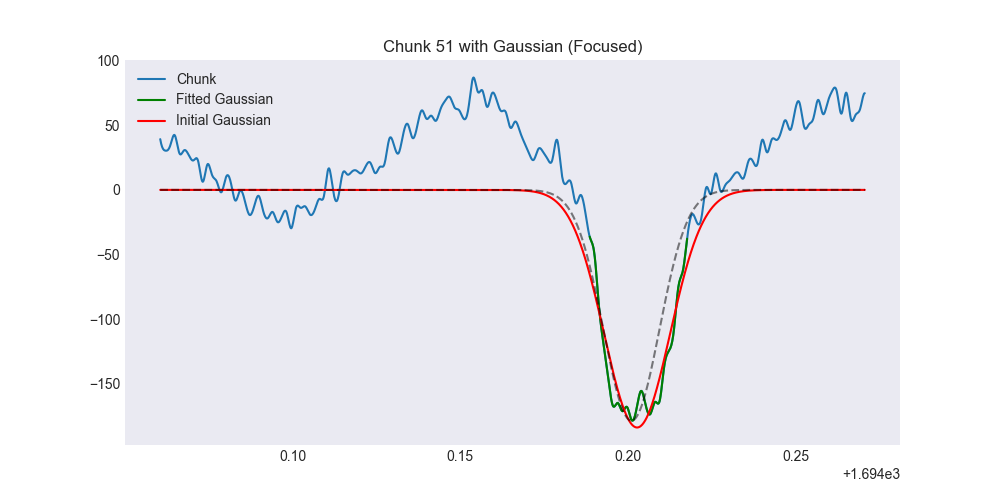 Chunk 51 with Gaussian (Focused)
100
50
0
−50
−100
−150
Chunk
Fitted Gaussian
Initial Gaussian
0.10
0.15
0.20
0.25
+1.694e3